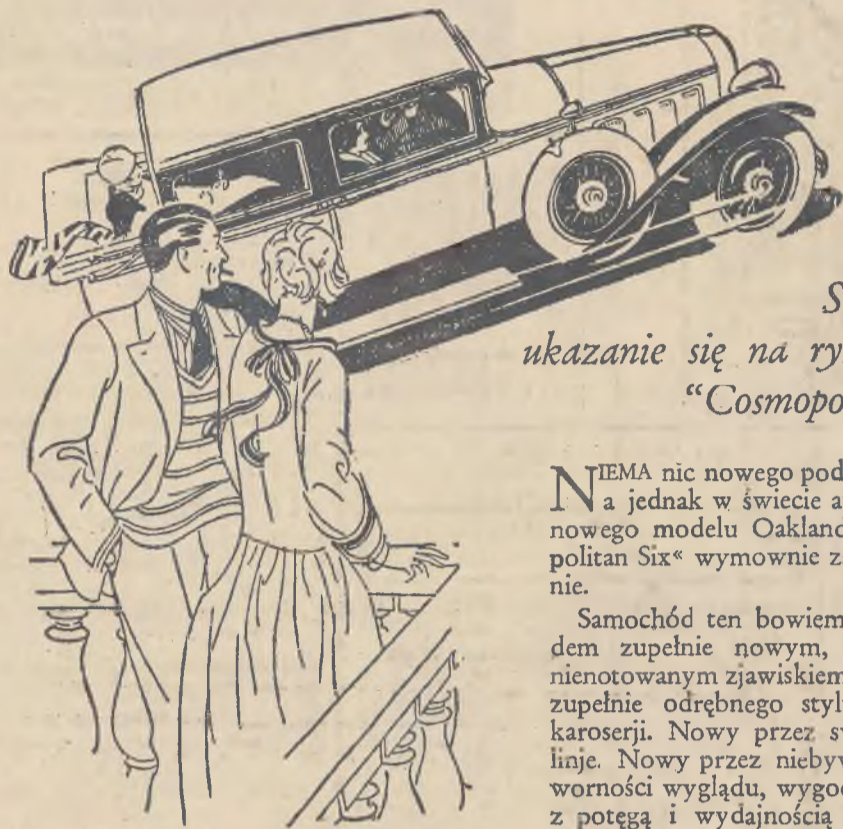 S
ukazanie się na ry
“Cosmopo
NIEMA nic nowego pod
a jednak w świecie a
nowego modelu Oakland
politan Six« wymownie z
nie.
Samochód ten bowiem
dem zupełnie nowym,
nienotowanym zjawiskiem
zupełnie odrębnego styl
karoserji. Nowy przez s
linje. Nowy przez nieby
worności wyglądu, wygo
z potęgą i wydajnością